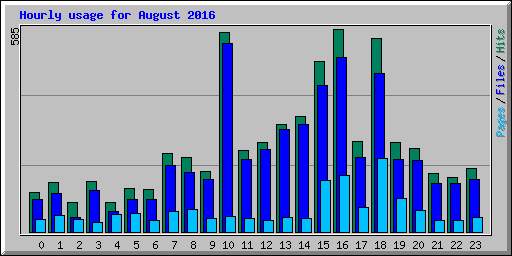 Hourly usage for August 2016
585
Pages / Files / Hits
0 1 2 3 4 5 6 7 8 9 10 11 12 13 14 15 16 17 18 19 20 21 22 23